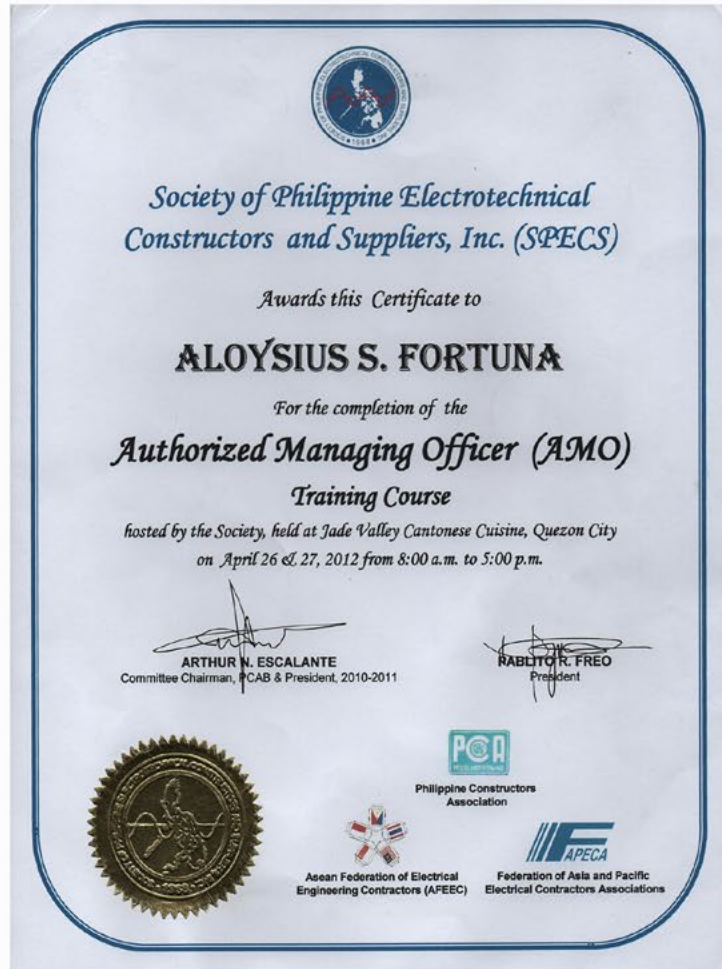 Society of Philippine Electrotechnical
Constructors and Suppliers, Inc. (SPECS)
Awards this Certificate to
ALOYSIUS S. FORTUNA
For the completion of the
Authorized Managing Officer (AMO)
Training Course
hosted by the Society, held at Jade Valley Cantonese Cuisine, Quezon City
on April 26 & 27, 2012 from 8:00 a.m. to 5:00 p.m.
ARTHUR N. ESCALANTE
Committee Chairman, PCAB & President, 2010-2011
RABLITO R. FREO
President
PCA
Philippine Constructors
Association
Asean Federation of Electrical
Engineering Contractors (AFEEC)
FAPECA
Federation of Asia and Pacific
Electrical Contractors Associations